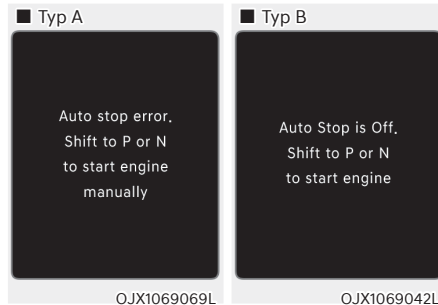 ■ Typ A
Auto stop error.
Shift to P or N
to start engine
manually
OJX1069069L
■ Typ B
Auto Stop is Off.
Shift to P or N
to start engine
OJX1069042L